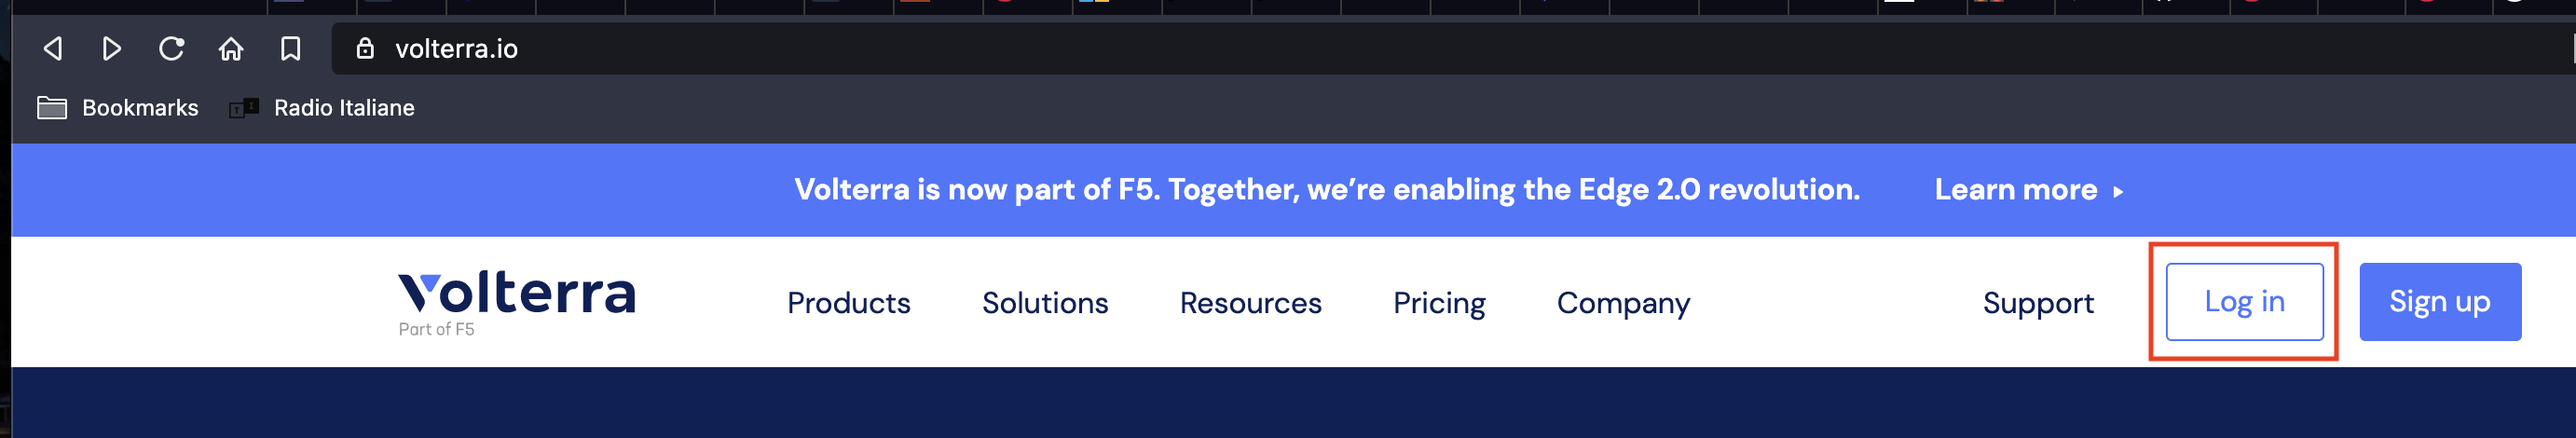 volterra.io
Bookmarks Radio Italiane
Volterra is now part of F5. Together, we’re enabling the Edge 2.0 revolution. Learn more
Volterra
Part of F5
Products Solutions Resources Pricing Company Support Log in Sign up